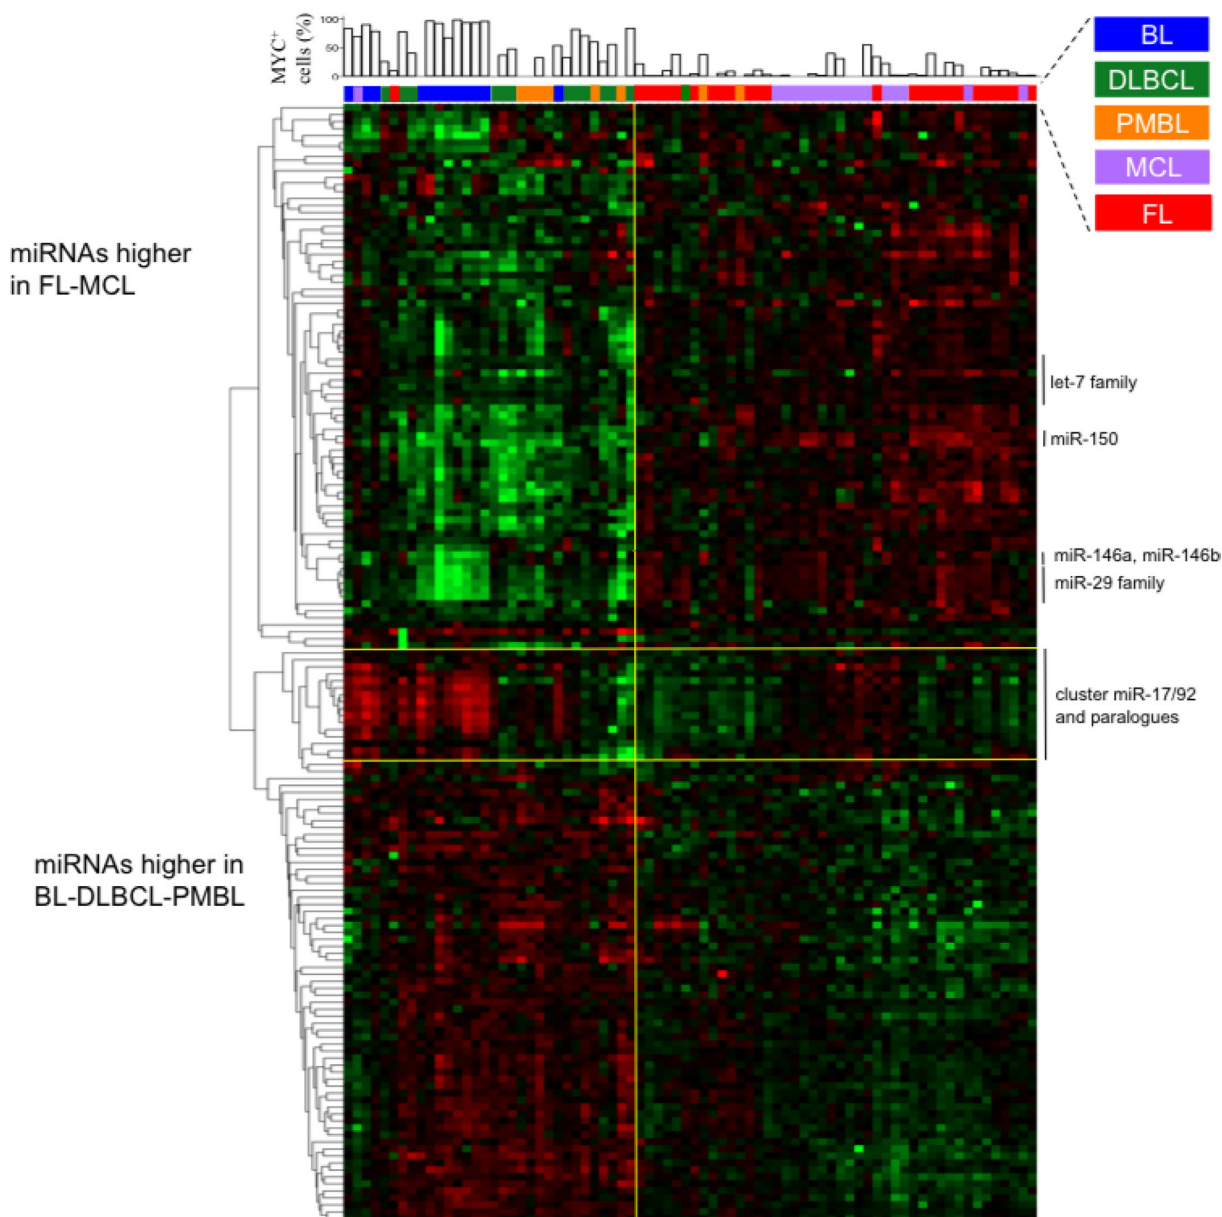 MYC⁺
cells (%)
100
50
0
BL
DLBCL
PMBL
MCL
FL
miRNAs higher
in FL-MCL
let-7 family
miR-150
miR-146a, miR-146b
miR-29 family
cluster miR-17/92
and paralogues
miRNAs higher in
BL-DLBCL-PMBL